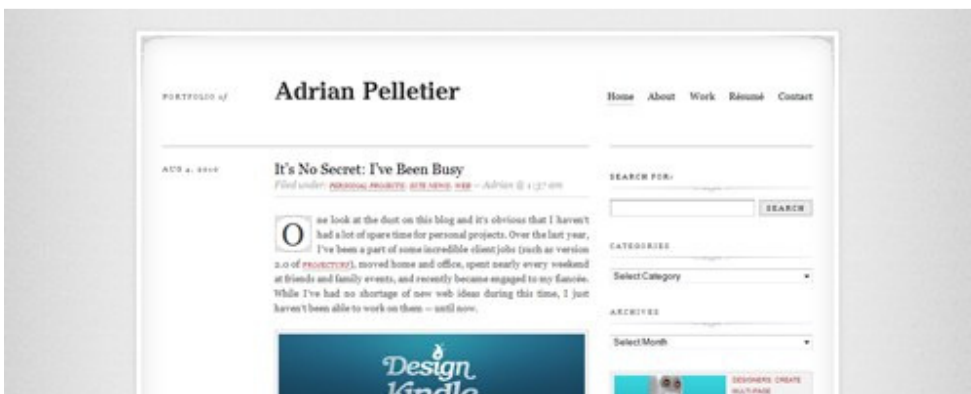 PORTFOLIO of
Adrian Pelletier
Home About Work Résumé Contact
AUG 4, 2010
It's No Secret: I've Been Busy
Filed under: PERSONAL PROJECTS, SITE NEWS, WEB — Adrian @ 1:37 am
One look at the dust on this blog and it's obvious that I haven't
had a lot of spare time for personal projects. Over the last year,
I've been a part of some incredible client jobs (such as version
2.0 of PROJECTURF), moved home and office, spent nearly every weekend
at friends and family events, and recently became engaged to my fiancée.
While I've had no shortage of new web ideas during this time, I just
haven't been able to work on them — until now.
Design
Kindle
SEARCH FOR:
SEARCH
CATEGORIES
Select Category
ARCHIVES
Select Month
DESIGNERS: CREATE
MULTI-PAGE